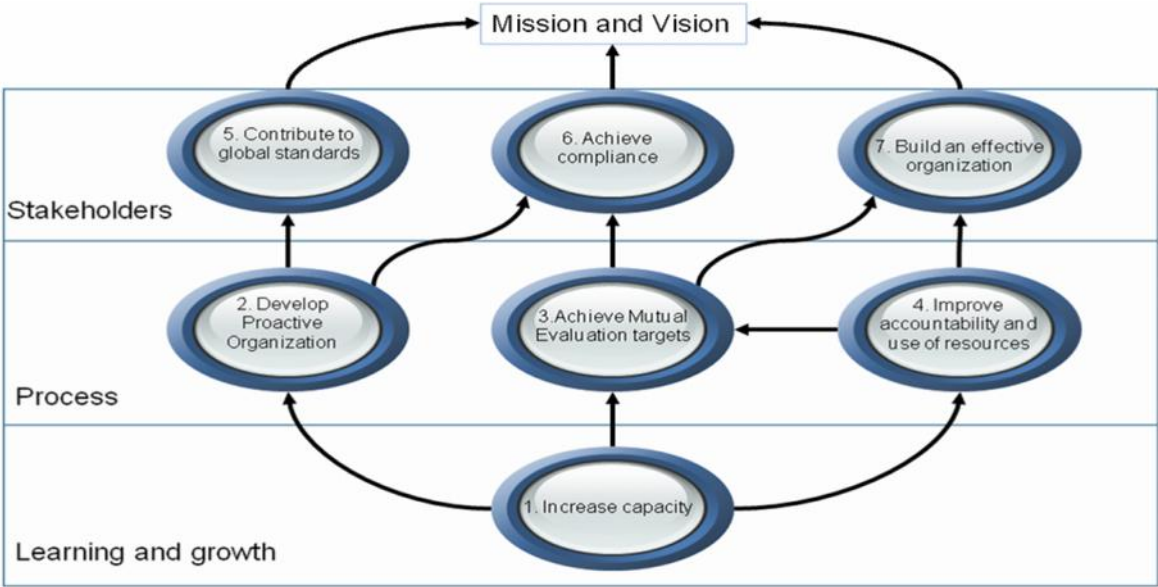 Mission and Vision
5. Contribute to
global standards
6. Achieve
compliance
7. Build an effective
organization
Stakeholders
2. Develop
Proactive
Organization
3.Achieve Mutual
Evaluation targets
4. Improve
accountability and
use of resources
Process
1. Increase capacity
Learning and growth